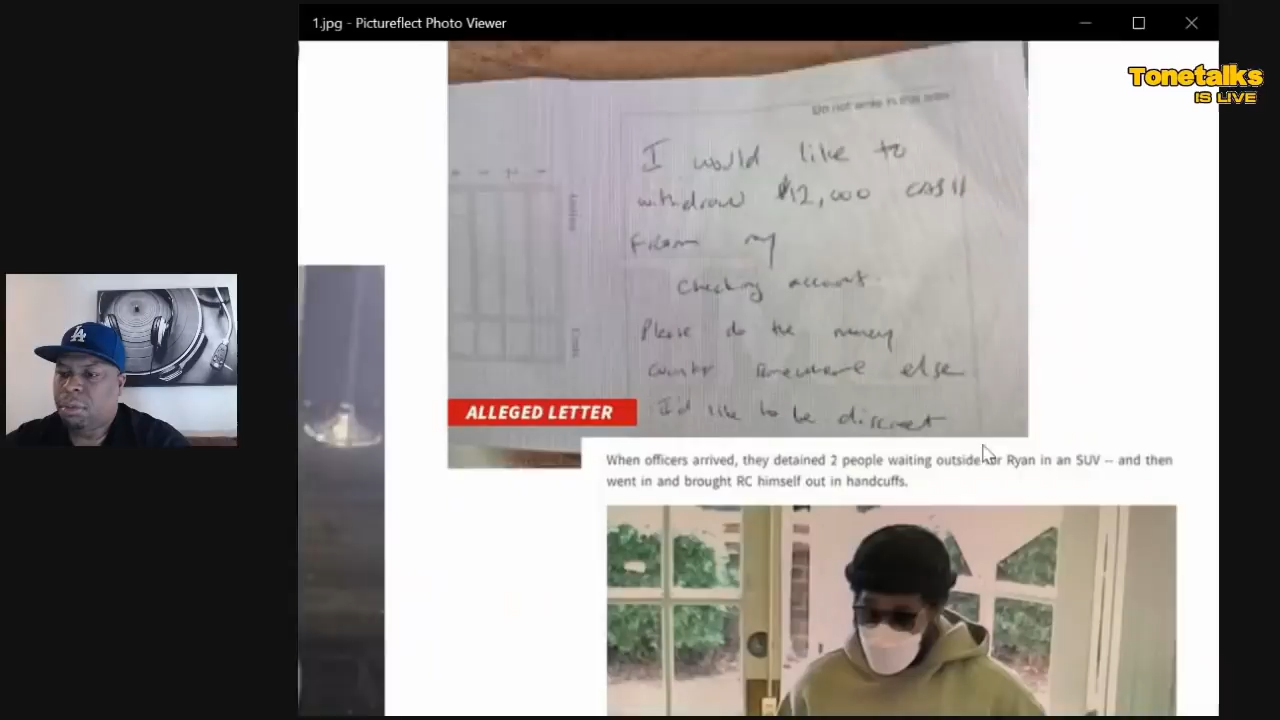 1.jpg - Pictureflect Photo Viewer
Tonetalks
IS LIVE
LA
Do not write in this area
I would like to
withdraw $12,000 CASH
From my
checking account.
Please do the money
somewhere else
I'd like to be discreet
ALLEGED LETTER
When officers arrived, they detained 2 people waiting outside for Ryan in an SUV -- and then
went in and brought RC himself out in handcuffs.